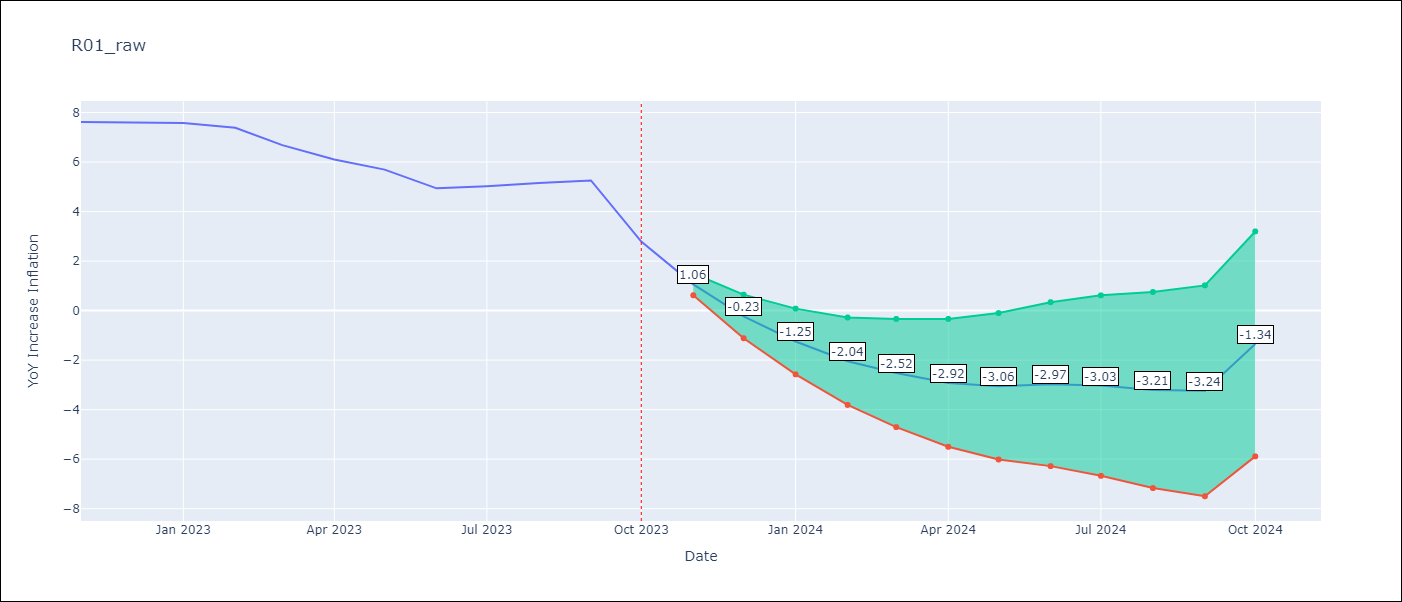 R01_raw
YoY Increase Inflation
8
6
4
2
0
−2
−4
−6
−8
1.06
-0.23
-1.25
-2.04
-2.52
-2.92
-3.06
-2.97
-3.03
-3.21
-3.24
-1.34
Jan 2023
Apr 2023
Jul 2023
Oct 2023
Jan 2024
Apr 2024
Jul 2024
Oct 2024
Date